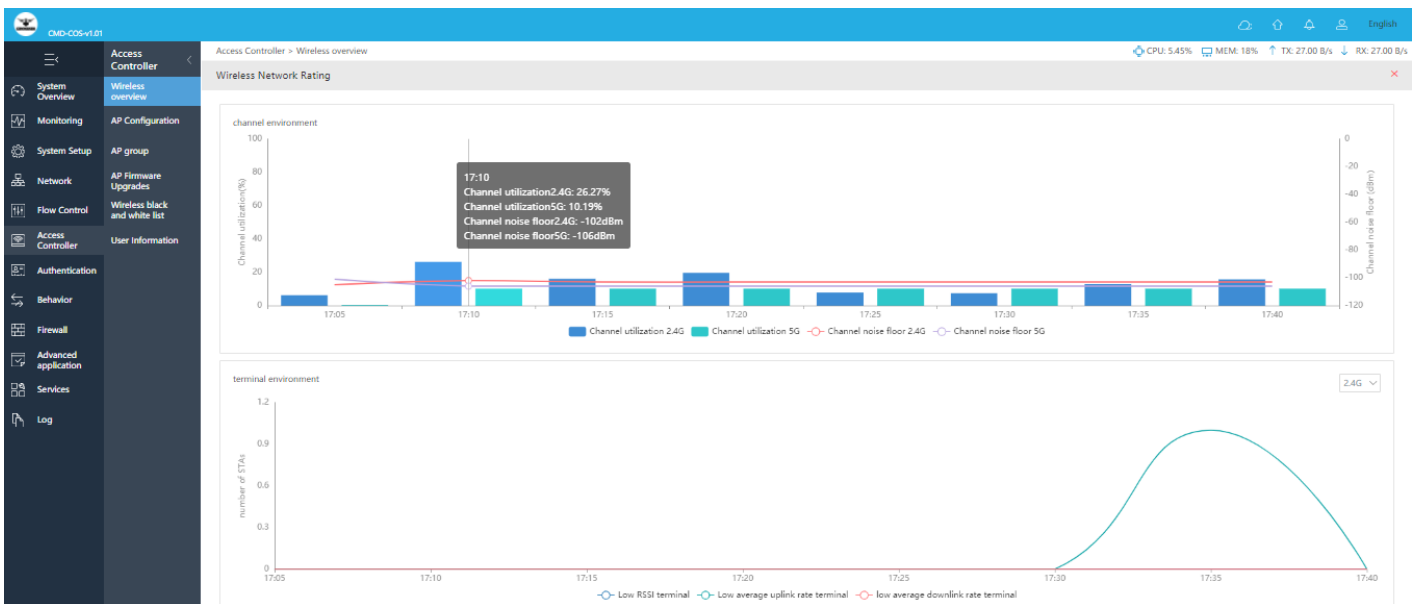 CMD-COS-v1.01
English
Access Controller
Access Controller > Wireless overview
CPU: 5.45% MEM: 18% TX: 27.00 B/s RX: 27.00 B/s
System Overview
Monitoring
System Setup
Network
Flow Control
Access Controller
Authentication
Behavior
Firewall
Advanced application
Services
Log
Wireless overview
AP Configuration
AP group
AP Firmware Upgrades
Wireless black and white list
User Information
Wireless Network Rating
channel environment
Channel utilization(%)
100
80
60
40
20
0
17:10
Channel utilization2.4G: 26.27%
Channel utilization5G: 10.19%
Channel noise floor2.4G: -102dBm
Channel noise floor5G: -106dBm
0
-20
-40
-60
-80
-100
-120
Channel noise floor(dBm)
17:05 17:10 17:15 17:20 17:25 17:30 17:35 17:40
Channel utilization 2.4G Channel utilization 5G Channel noise floor 2.4G Channel noise floor 5G
terminal environment
2.4G
number of STAs
1.2
0.9
0.6
0.3
0
17:05 17:10 17:15 17:20 17:25 17:30 17:35 17:40
Low RSSI terminal Low average uplink rate terminal low average downlink rate terminal